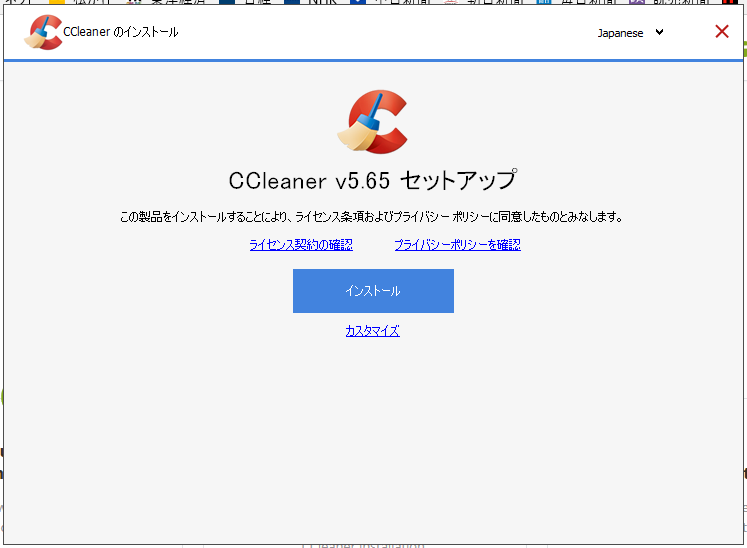 CCleaner のインストール
Japanese
CCleaner v5.65 セットアップ
この製品をインストールすることにより、ライセンス条項およびプライバシー ポリシーに同意したものとみなします。
ライセンス契約の確認
プライバシーポリシーを確認
インストール
カスタマイズ